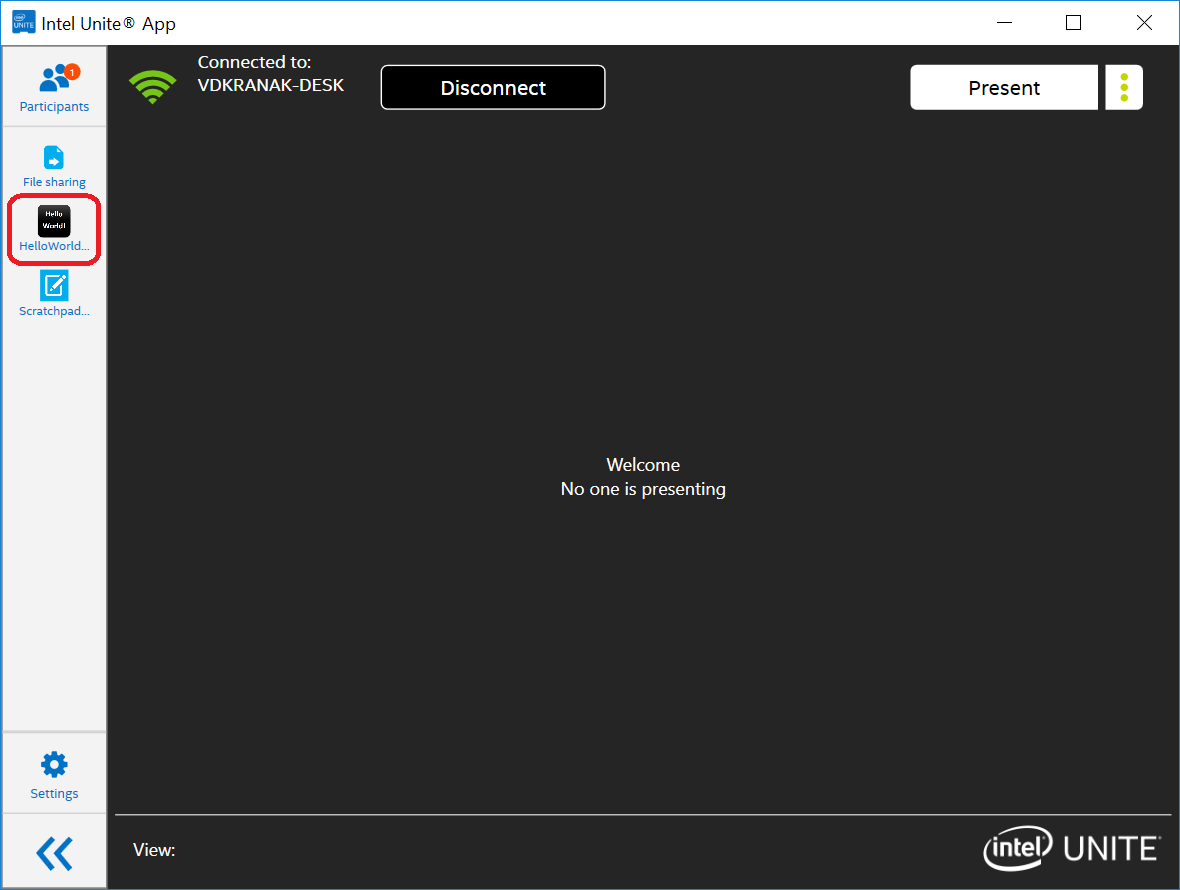 intel UNITE
Intel Unite® App
1
Participants
File sharing
Hello
World!
HelloWorld...
Scratchpad...
Settings
Connected to:
VDKRANAK-DESK
Disconnect
Present
Welcome
No one is presenting
View:
intel UNITE